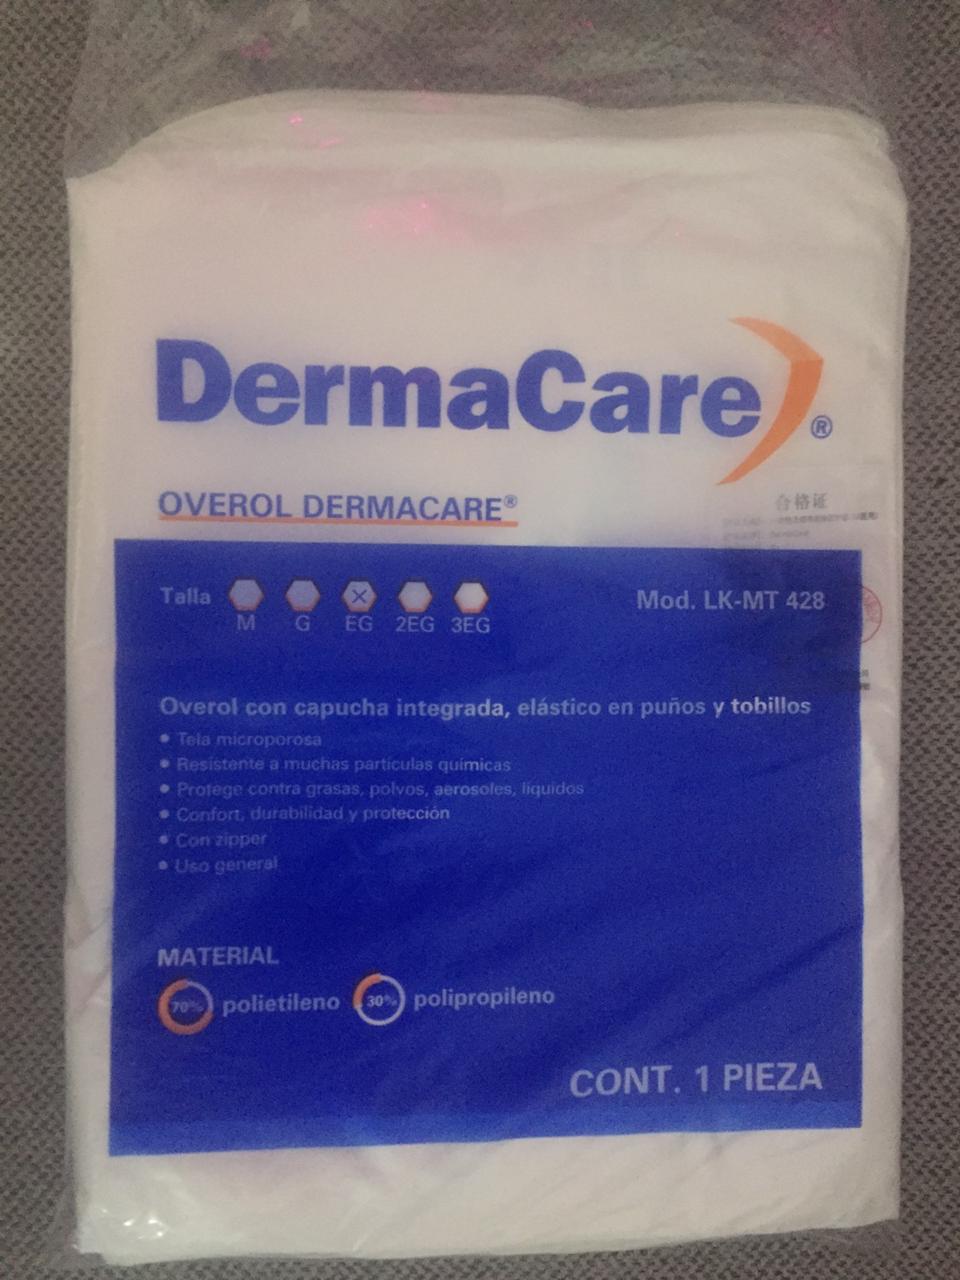 DermaCare®
OVEROL DERMACARE®
合格证
Talla M G EG 2EG 3EG
Mod. LK-MT 428
Overol con capucha integrada, elástico en puños y tobillos
• Tela microporosa
• Resistente a muchas partículas químicas
• Protege contra grasas, polvos, aerosoles, líquidos
• Confort, durabilidad y protección
• Con zipper
• Uso general
MATERIAL
70% polietileno 30% polipropileno
CONT. 1 PIEZA